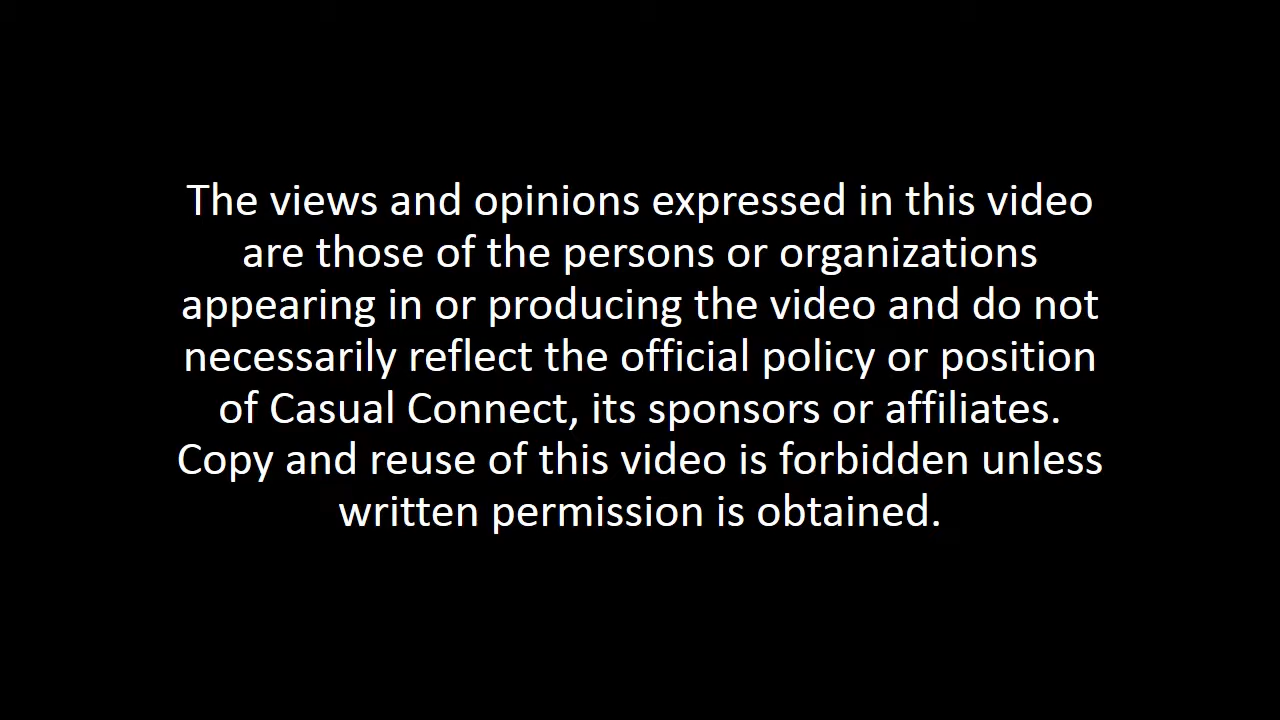 The views and opinions expressed in this video
are those of the persons or organizations
appearing in or producing the video and do not
necessarily reflect the official policy or position
of Casual Connect, its sponsors or affiliates.
Copy and reuse of this video is forbidden unless
written permission is obtained.